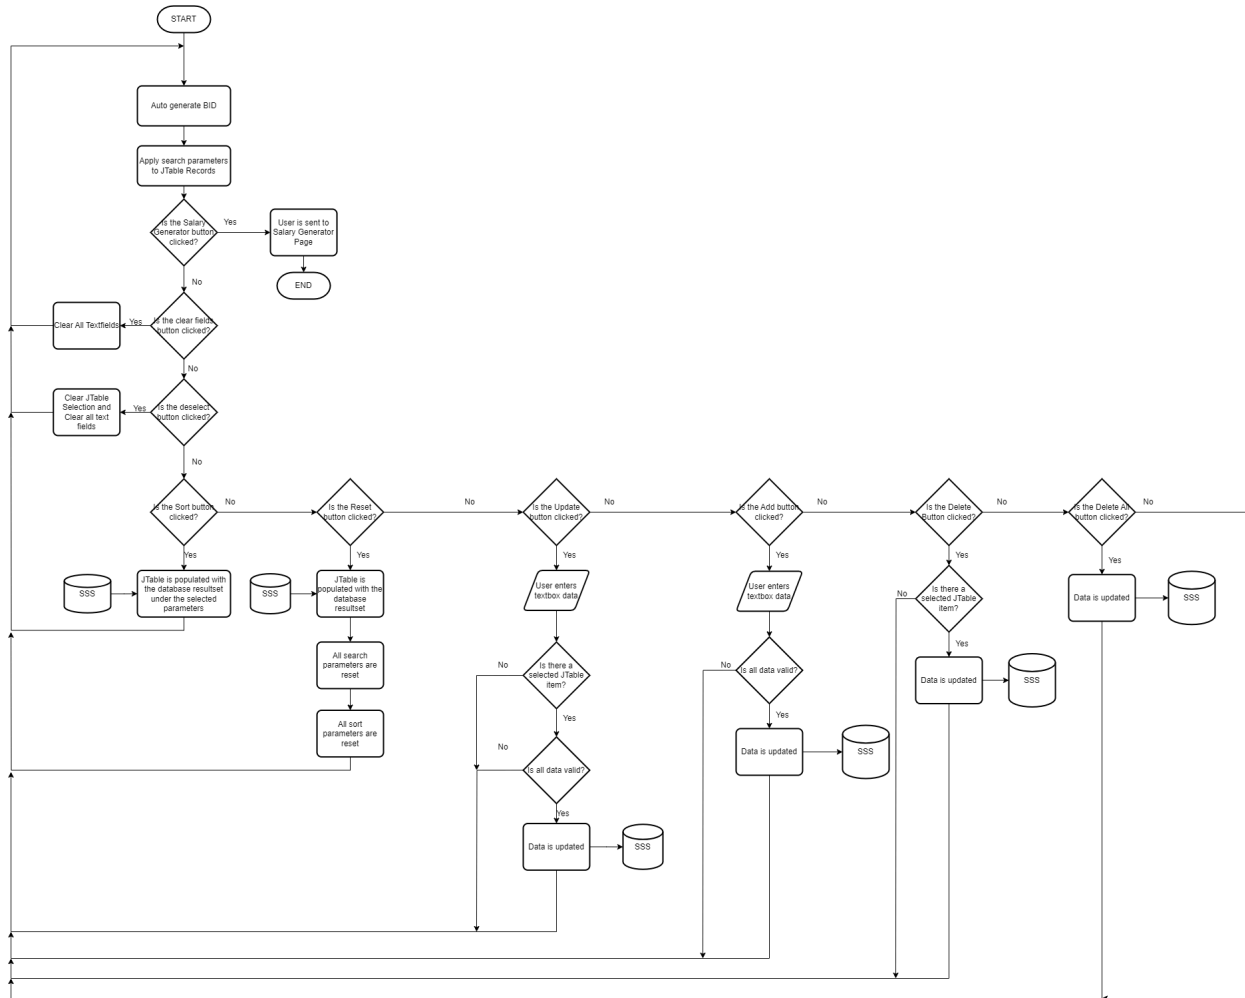 START
Auto generate BID
Apply search parameters
to JTable Records
Is the Salary
Generator button
clicked?
Yes
User is sent to
Salary Generator
Page
END
No
Is the clear fields
button clicked?
Yes
Clear All Textfields
No
Is the deselect
button clicked?
Yes
Clear JTable
Selection and
Clear all text
fields
No
Is the Sort button
clicked?
No
Is the Reset
button clicked?
No
Is the Update
button clicked?
No
Is the Add button
clicked?
No
Is the Delete
Button clicked?
No
Is the Delete All
button clicked?
No
Yes
Yes
Yes
Yes
Yes
Yes
SSS
JTable is populated with
the database resultset
under the selected
parameters
SSS
JTable is
populated with the
database
resultset
User enters
textbox data
User enters
textbox data
Is there a
selected JTable
item?
No
Data is updated
SSS
All search
parameters are
reset
No
Is there a
selected JTable
item?
No
Is all data valid?
Yes
Data is updated
SSS
All sort
parameters are
reset
Yes
Yes
No
Is all data valid?
Data is updated
SSS
Yes
Data is updated
SSS